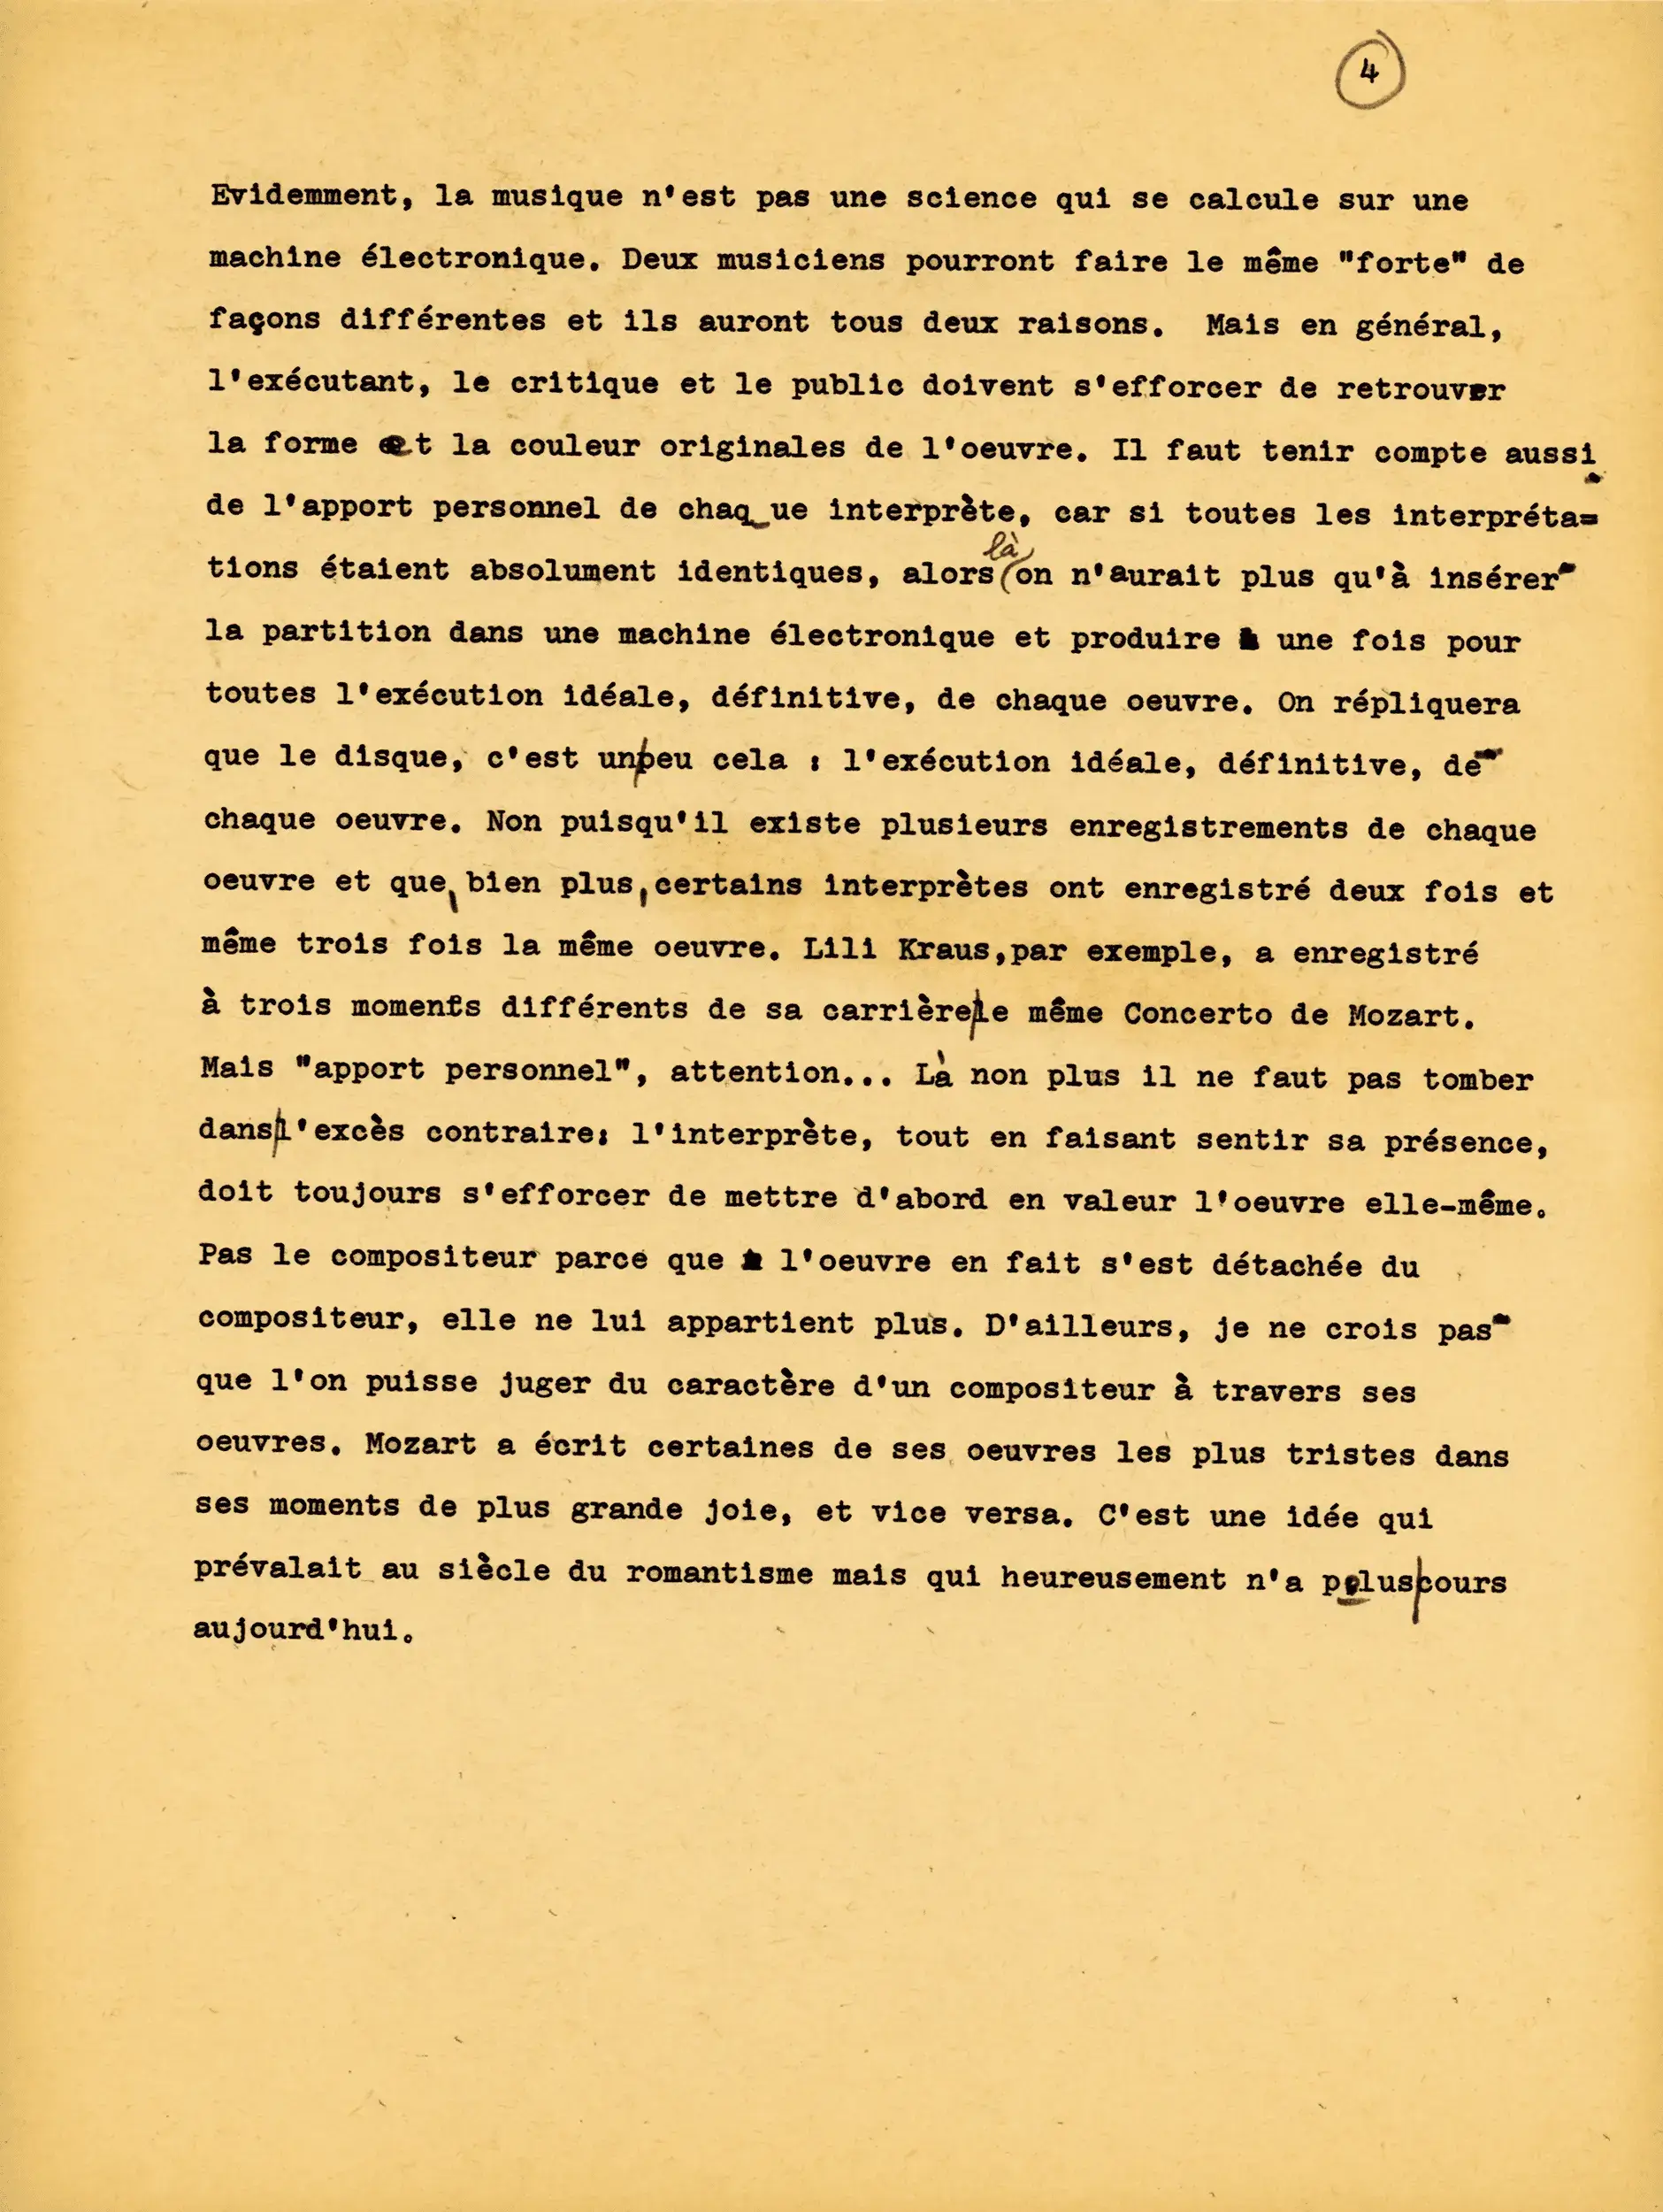 4
Evidemment, la musique n'est pas une science qui se calcule sur une
machine électronique. Deux musiciens pourront faire le même "forte" de
façons différentes et ils auront tous deux raisons. Mais en général,
l'exécutant, le critique et le public doivent s'efforcer de retrouver
la forme et la couleur originales de l'oeuvre. Il faut tenir compte aussi
de l'apport personnel de chaq_ue interprète, car si toutes les interpréta=
là
tions étaient absolument identiques, alors on n'aurait plus qu'à insérer
la partition dans une machine électronique et produire une fois pour
toutes l'exécution idéale, définitive, de chaque oeuvre. On répliquera
que le disque, c'est un peu cela : l'exécution idéale, définitive, de
chaque oeuvre. Non puisqu'il existe plusieurs enregistrements de chaque
oeuvre et que, bien plus, certains interprètes ont enregistré deux fois et
même trois fois la même oeuvre. Lili Kraus,par exemple, a enregistré
à trois moments différents de sa carrière/le même Concerto de Mozart.
Mais "apport personnel", attention... Là non plus il ne faut pas tomber
dans/l'excès contraire: l'interprète, tout en faisant sentir sa présence,
doit toujours s'efforcer de mettre d'abord en valeur l'oeuvre elle-même.
Pas le compositeur parce que l'oeuvre en fait s'est détachée du
compositeur, elle ne lui appartient plus. D'ailleurs, je ne crois pas
que l'on puisse juger du caractère d'un compositeur à travers ses
oeuvres. Mozart a écrit certaines de ses oeuvres les plus tristes dans
ses moments de plus grande joie, et vice versa. C'est une idée qui
prévalait au siècle du romantisme mais qui heureusement n'a plus/cours
aujourd'hui.